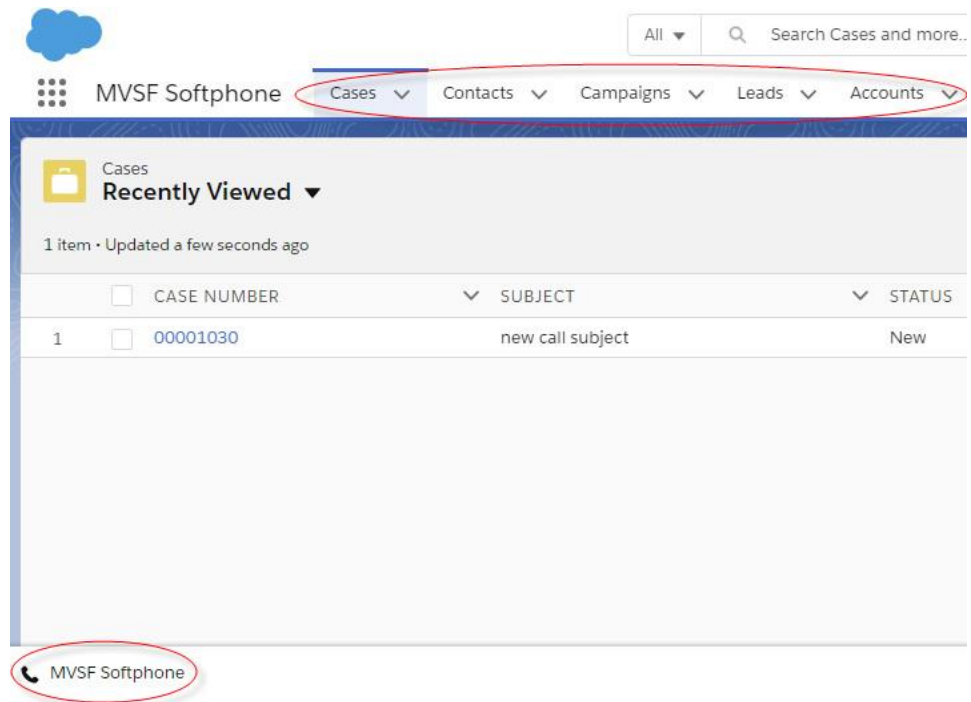 All Search Cases and more..
MVSF Softphone Cases Contacts Campaigns Leads Accounts
Cases
Recently Viewed
1 item • Updated a few seconds ago
CASE NUMBER SUBJECT STATUS
1 00001030 new call subject New
MVSF Softphone